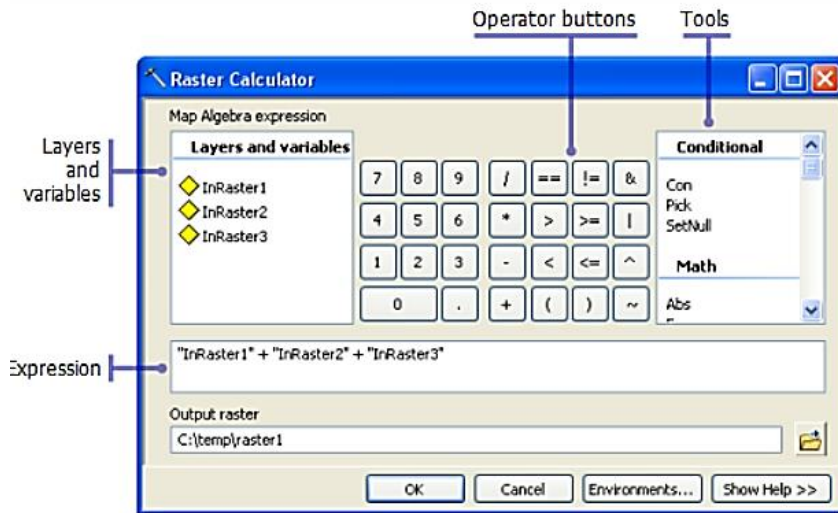 Operator buttons
Tools
Raster Calculator
Map Algebra expression
Layers
and
variables
Layers and variables
InRaster1
InRaster2
InRaster3
7 8 9 / == != &
4 5 6 * > >= |
1 2 3 - < <= ^
0 . + ( ) ~
Conditional
Con
Pick
SetNull
Math
Abs
Expression
"InRaster1" + "InRaster2" + "InRaster3"
Output raster
C:\temp\raster1
OK
Cancel
Environments...
Show Help >>